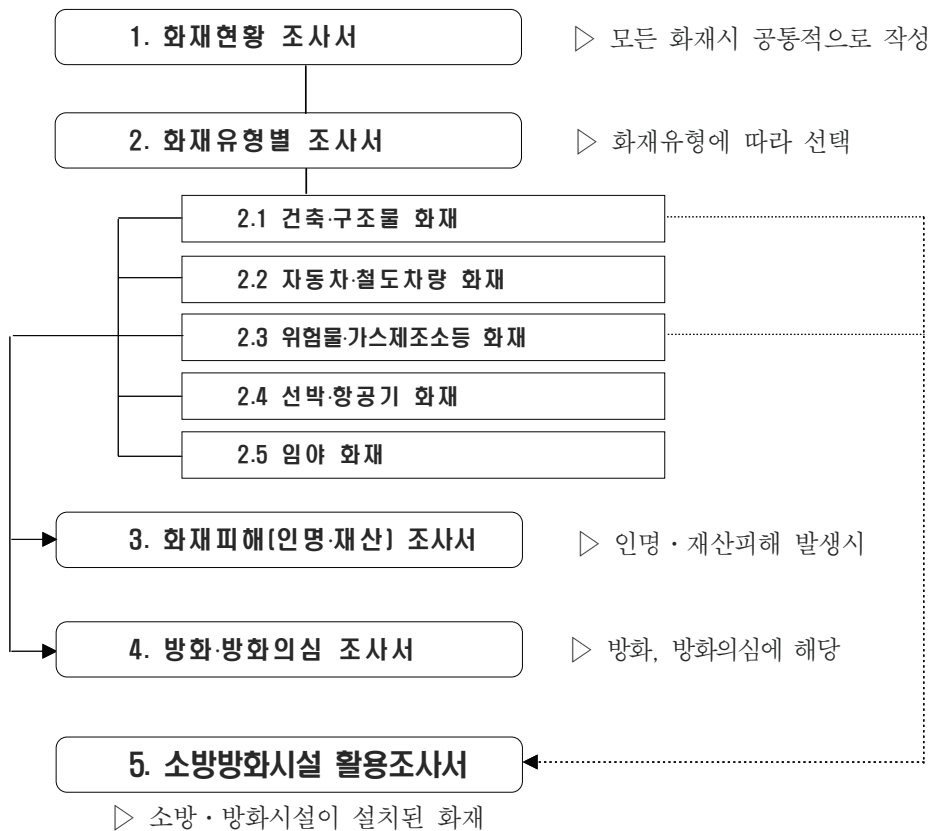 1. 화재현황 조사서 ▷ 모든 화재시 공통적으로 작성
2. 화재유형별 조사서 ▷ 화재유형에 따라 선택
2.1 건축·구조물 화재
2.2 자동차·철도차량 화재
2.3 위험물·가스제조소등 화재
2.4 선박·항공기 화재
2.5 임야 화재
3. 화재피해(인명·재산) 조사서 ▷ 인명·재산피해 발생시
4. 방화·방화의심 조사서 ▷ 방화, 방화의심에 해당
5. 소방방화시설 활용조사서
▷ 소방·방화시설이 설치된 화재